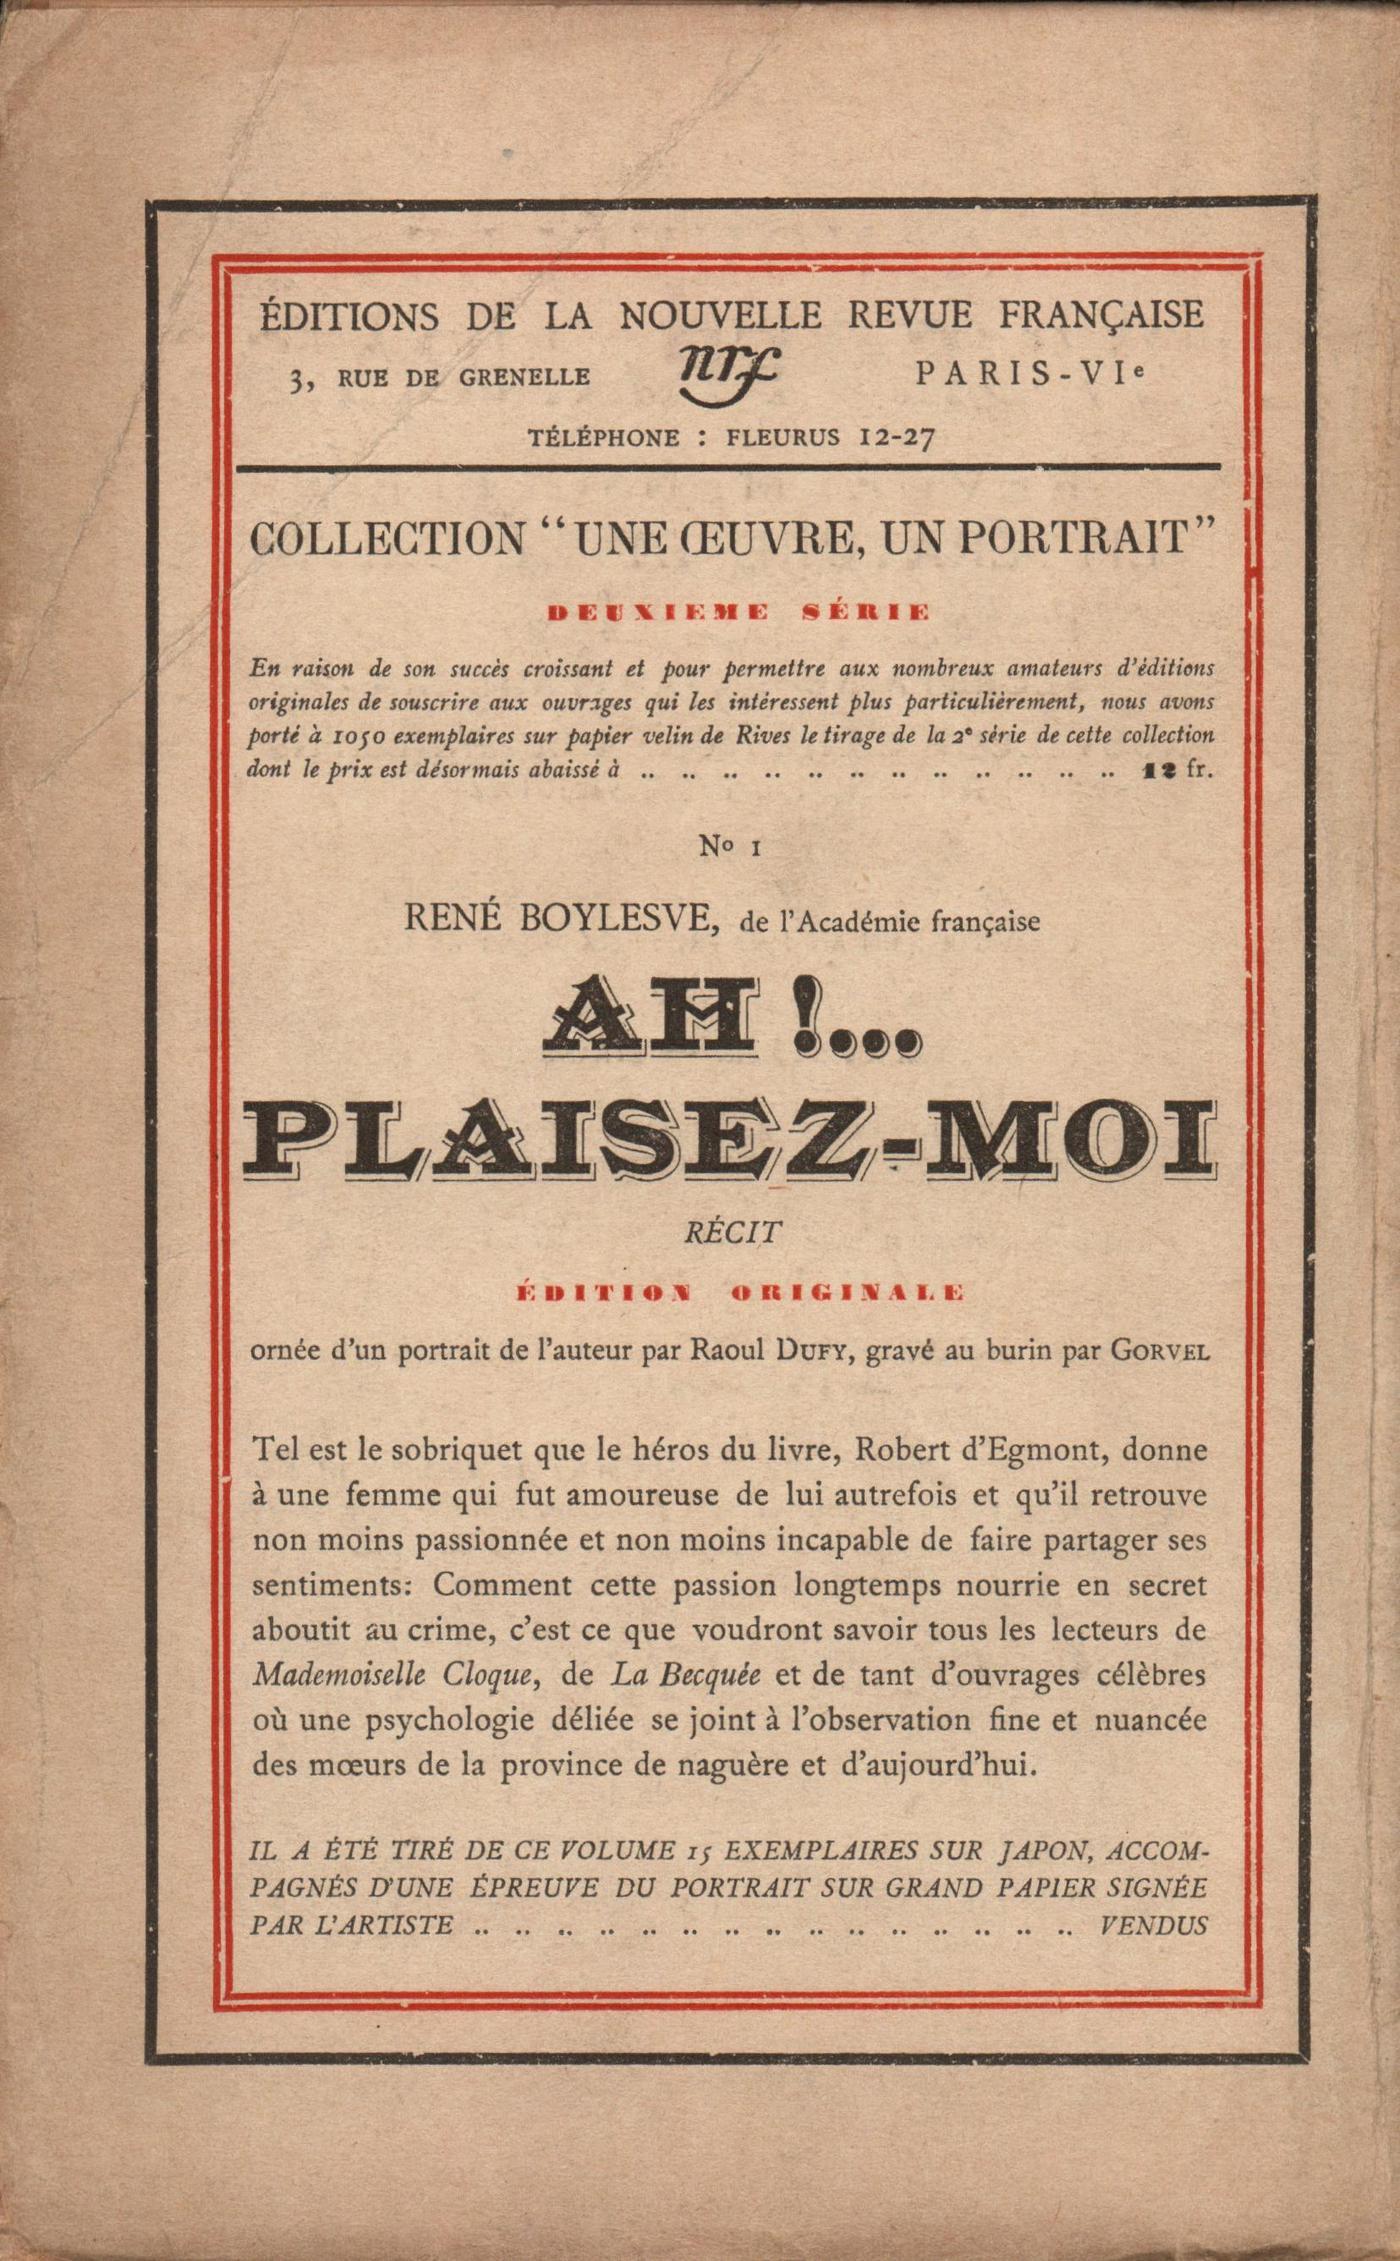 ÉDITIONS DE LA NOUVELLE REVUE FRANÇAISE
3, RUE DE GRENELLE nrf PARIS-VIe
TÉLÉPHONE : FLEURUS 12-27
COLLECTION “UNE ŒUVRE, UN PORTRAIT”
DEUXIEME SÉRIE
En raison de son succès croissant et pour permettre aux nombreux amateurs d'éditions
originales de souscrire aux ouvrages qui les intéressent plus particulièrement, nous avons
porté à 1050 exemplaires sur papier velin de Rives le tirage de la 2e série de cette collection
dont le prix est désormais abaissé à .. .. .. .. .. .. .. .. .. .. .. .. 12 fr.
No 1
RENÉ BOYLESVE, de l'Académie française
AH !...
PLAISEZ-MOI
RÉCIT
ÉDITION ORIGINALE
ornée d'un portrait de l'auteur par Raoul DUFY, gravé au burin par GORVEL
Tel est le sobriquet que le héros du livre, Robert d'Egmont, donne
à une femme qui fut amoureuse de lui autrefois et qu'il retrouve
non moins passionnée et non moins incapable de faire partager ses
sentiments: Comment cette passion longtemps nourrie en secret
aboutit au crime, c'est ce que voudront savoir tous les lecteurs de
Mademoiselle Cloque, de La Becquée et de tant d'ouvrages célèbres
où une psychologie déliée se joint à l'observation fine et nuancée
des mœurs de la province de naguère et d'aujourd'hui.
IL A ÉTÉ TIRÉ DE CE VOLUME 15 EXEMPLAIRES SUR JAPON, ACCOM-
PAGNÉS D'UNE ÉPREUVE DU PORTRAIT SUR GRAND PAPIER SIGNÉE
PAR L'ARTISTE .. .. .. .. .. .. .. .. .. .. .. .. .. .. .. VENDUS